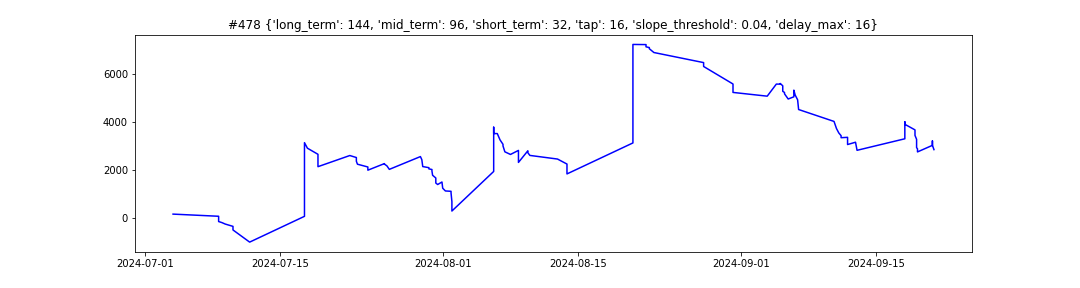 #478 {'long_term': 144, 'mid_term': 96, 'short_term': 32, 'tap': 16, 'slope_threshold': 0.04, 'delay_max': 16}
6000
4000
2000
0
2024-07-01 2024-07-15 2024-08-01 2024-08-15 2024-09-01 2024-09-15